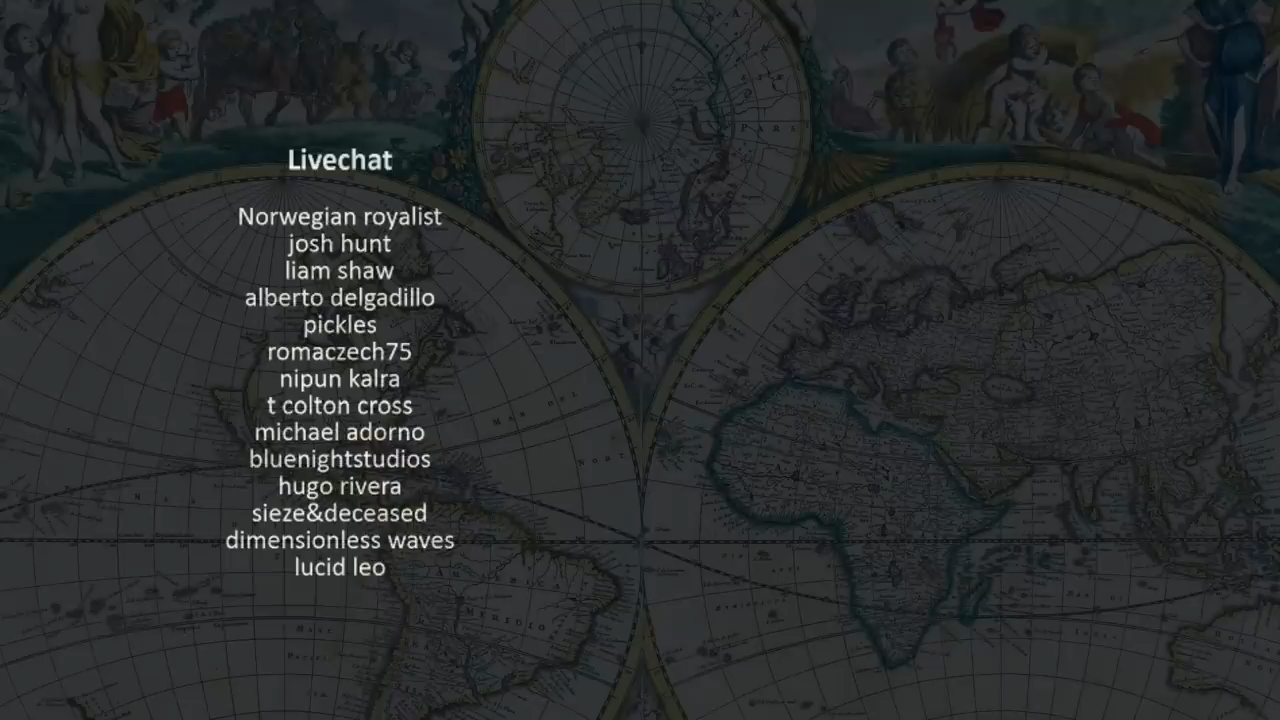 Livechat
Norwegian royalist
josh hunt
liam shaw
alberto delgadillo
pickles
romaczech75
nipun kalra
t colton cross
michael adorno
bluenightstudios
hugo rivera
sieze&deceased
dimensionless waves
lucid leo